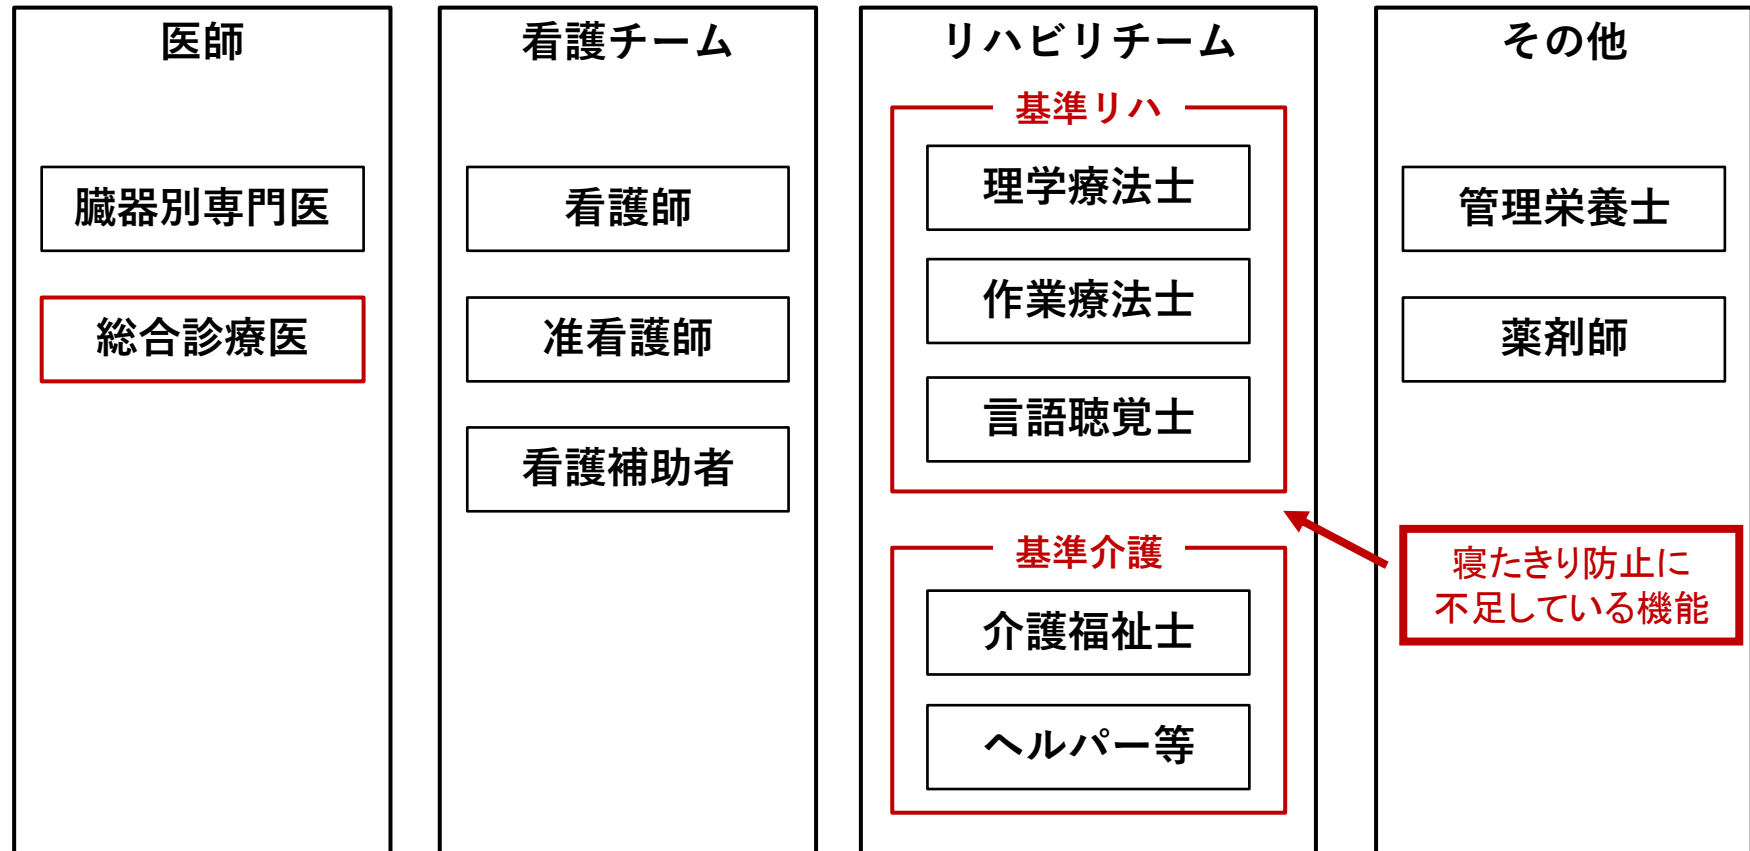 医師
臓器別専門医
総合診療医
看護チーム
看護師
准看護師
看護補助者
リハビリチーム
基準リハ
理学療法士
作業療法士
言語聴覚士
基準介護
介護福祉士
ヘルパー等
その他
管理栄養士
薬剤師
寝たきり防止に
不足している機能